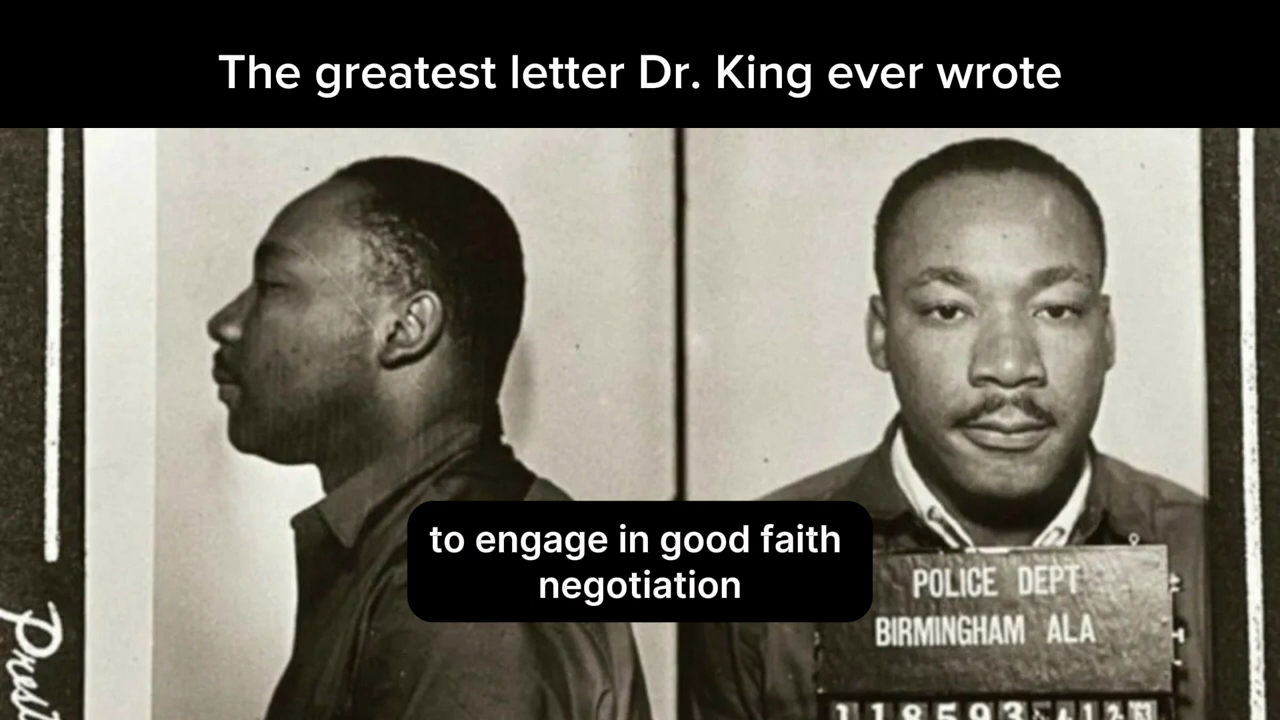 The greatest letter Dr. King ever wrote
to engage in good faith
negotiation
POLICE DEPT
BIRMINGHAM ALA